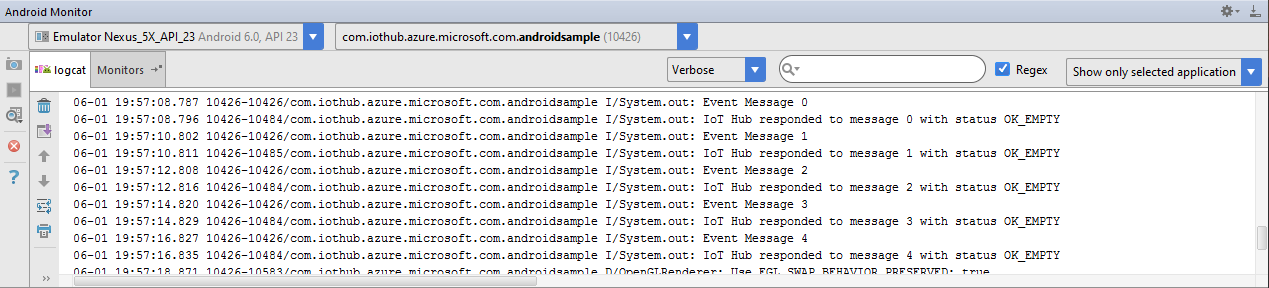 Android Monitor
Emulator Nexus_5X_API_23 Android 6.0, API 23
com.iothub.azure.microsoft.com.androidsample (10426)
logcat
Monitors
Verbose
Regex
Show only selected application
06-01 19:57:08.787 10426-10426/com.iothub.azure.microsoft.com.androidsample I/System.out: Event Message 0
06-01 19:57:08.796 10426-10484/com.iothub.azure.microsoft.com.androidsample I/System.out: IoT Hub responded to message 0 with status OK_EMPTY
06-01 19:57:10.802 10426-10426/com.iothub.azure.microsoft.com.androidsample I/System.out: Event Message 1
06-01 19:57:10.811 10426-10485/com.iothub.azure.microsoft.com.androidsample I/System.out: IoT Hub responded to message 1 with status OK_EMPTY
06-01 19:57:12.808 10426-10426/com.iothub.azure.microsoft.com.androidsample I/System.out: Event Message 2
06-01 19:57:12.816 10426-10484/com.iothub.azure.microsoft.com.androidsample I/System.out: IoT Hub responded to message 2 with status OK_EMPTY
06-01 19:57:14.820 10426-10426/com.iothub.azure.microsoft.com.androidsample I/System.out: Event Message 3
06-01 19:57:14.829 10426-10484/com.iothub.azure.microsoft.com.androidsample I/System.out: IoT Hub responded to message 3 with status OK_EMPTY
06-01 19:57:16.827 10426-10426/com.iothub.azure.microsoft.com.androidsample I/System.out: Event Message 4
06-01 19:57:16.835 10426-10484/com.iothub.azure.microsoft.com.androidsample I/System.out: IoT Hub responded to message 4 with status OK_EMPTY
06-01 19:57:18.871 10426-10583/com.iothub.azure.microsoft.com.androidsample D/OpenGLRenderer: Use EGL_SWAP_BEHAVIOR_PRESERVED: true